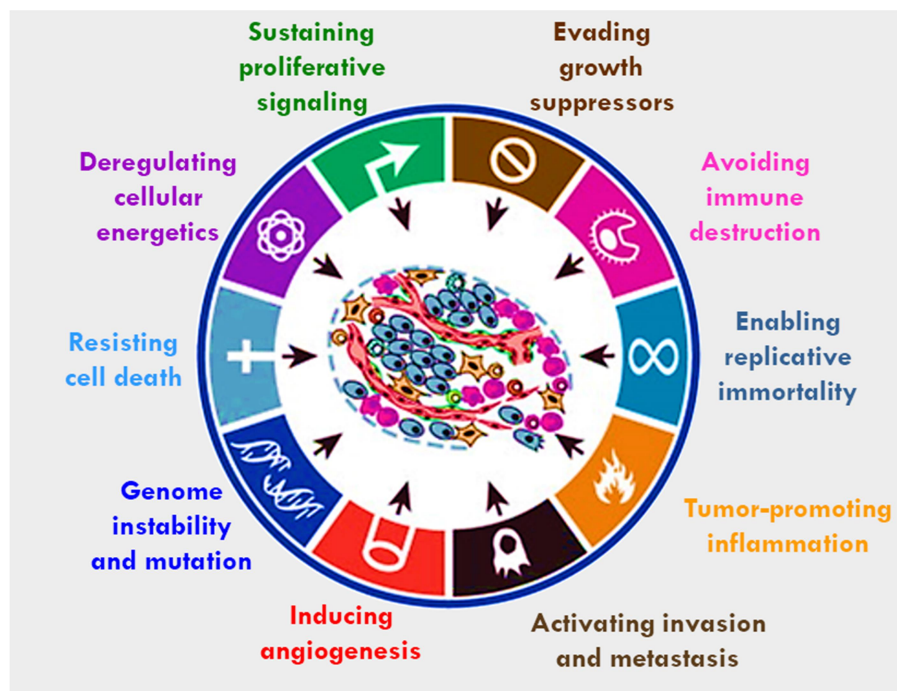 Sustaining
proliferative
signaling
Evading
growth
suppressors
Deregulating
cellular
energetics
Avoiding
immune
destruction
Resisting
cell death
Enabling
replicative
immortality
Genome
instability
and mutation
Tumor-promoting
inflammation
Inducing
angiogenesis
Activating invasion
and metastasis